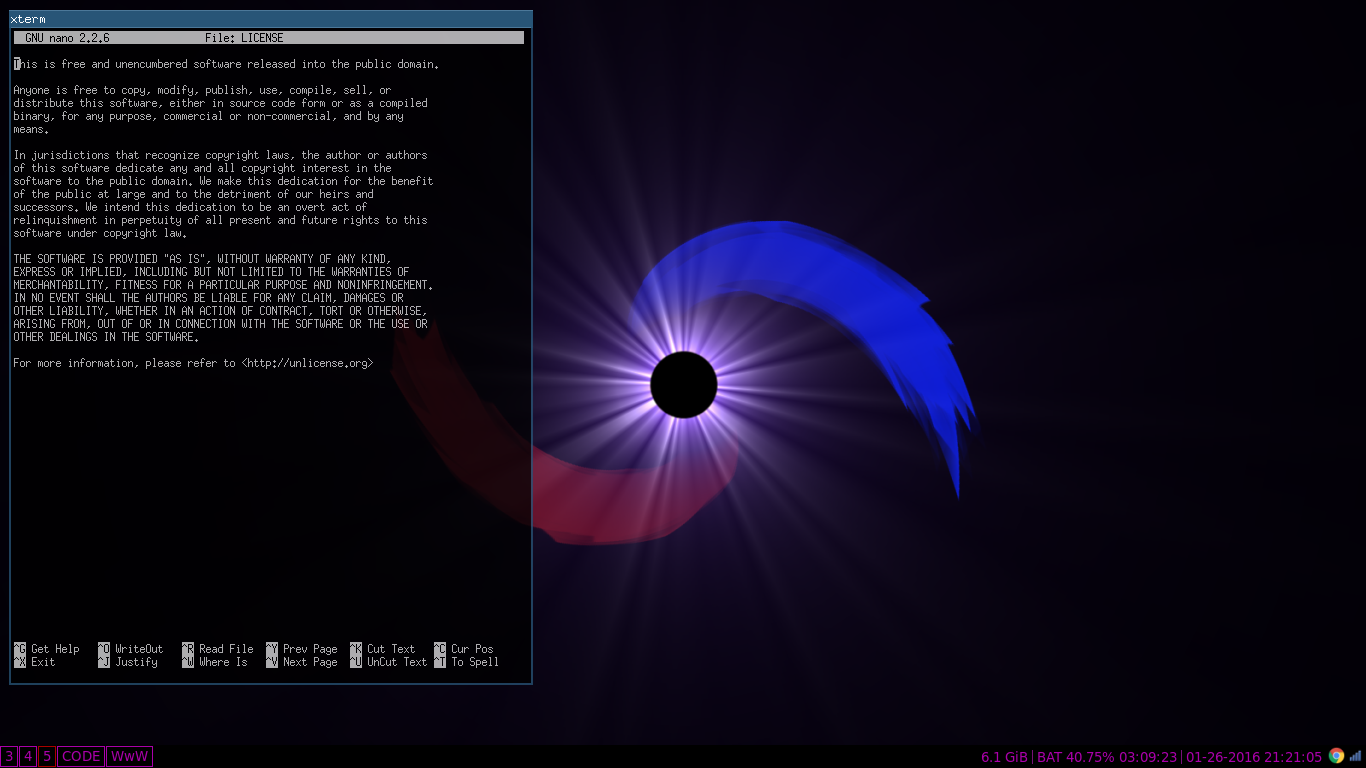 xterm
GNU nano 2.2.6 File: LICENSE
This is free and unencumbered software released into the public domain.
Anyone is free to copy, modify, publish, use, compile, sell, or
distribute this software, either in source code form or as a compiled
binary, for any purpose, commercial or non-commercial, and by any
means.
In jurisdictions that recognize copyright laws, the author or authors
of this software dedicate any and all copyright interest in the
software to the public domain. We make this dedication for the benefit
of the public at large and to the detriment of our heirs and
successors. We intend this dedication to be an overt act of
relinquishment in perpetuity of all present and future rights to this
software under copyright law.
THE SOFTWARE IS PROVIDED "AS IS", WITHOUT WARRANTY OF ANY KIND,
EXPRESS OR IMPLIED, INCLUDING BUT NOT LIMITED TO THE WARRANTIES OF
MERCHANTABILITY, FITNESS FOR A PARTICULAR PURPOSE AND NONINFRINGEMENT.
IN NO EVENT SHALL THE AUTHORS BE LIABLE FOR ANY CLAIM, DAMAGES OR
OTHER LIABILITY, WHETHER IN AN ACTION OF CONTRACT, TORT OR OTHERWISE,
ARISING FROM, OUT OF OR IN CONNECTION WITH THE SOFTWARE OR THE USE OR
OTHER DEALINGS IN THE SOFTWARE.
For more information, please refer to <http://unlicense.org>
^G Get Help ^O WriteOut ^R Read File ^Y Prev Page ^K Cut Text ^C Cur Pos
^X Exit ^J Justify ^W Where Is ^V Next Page ^U UnCut Text ^T To Spell
3 4 5 CODE WwW 6.1 GiB | BAT 40.75% 03:09:23 | 01-26-2016 21:21:05